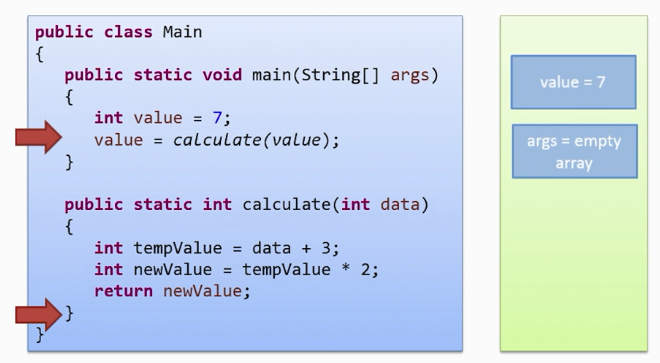 public class Main
{
public static void main(String[] args)
{
int value = 7;
value = calculate(value);
}
public static int calculate(int data)
{
int tempValue = data + 3;
int newValue = tempValue * 2;
return newValue;
}
}
value = 7
args = empty
array